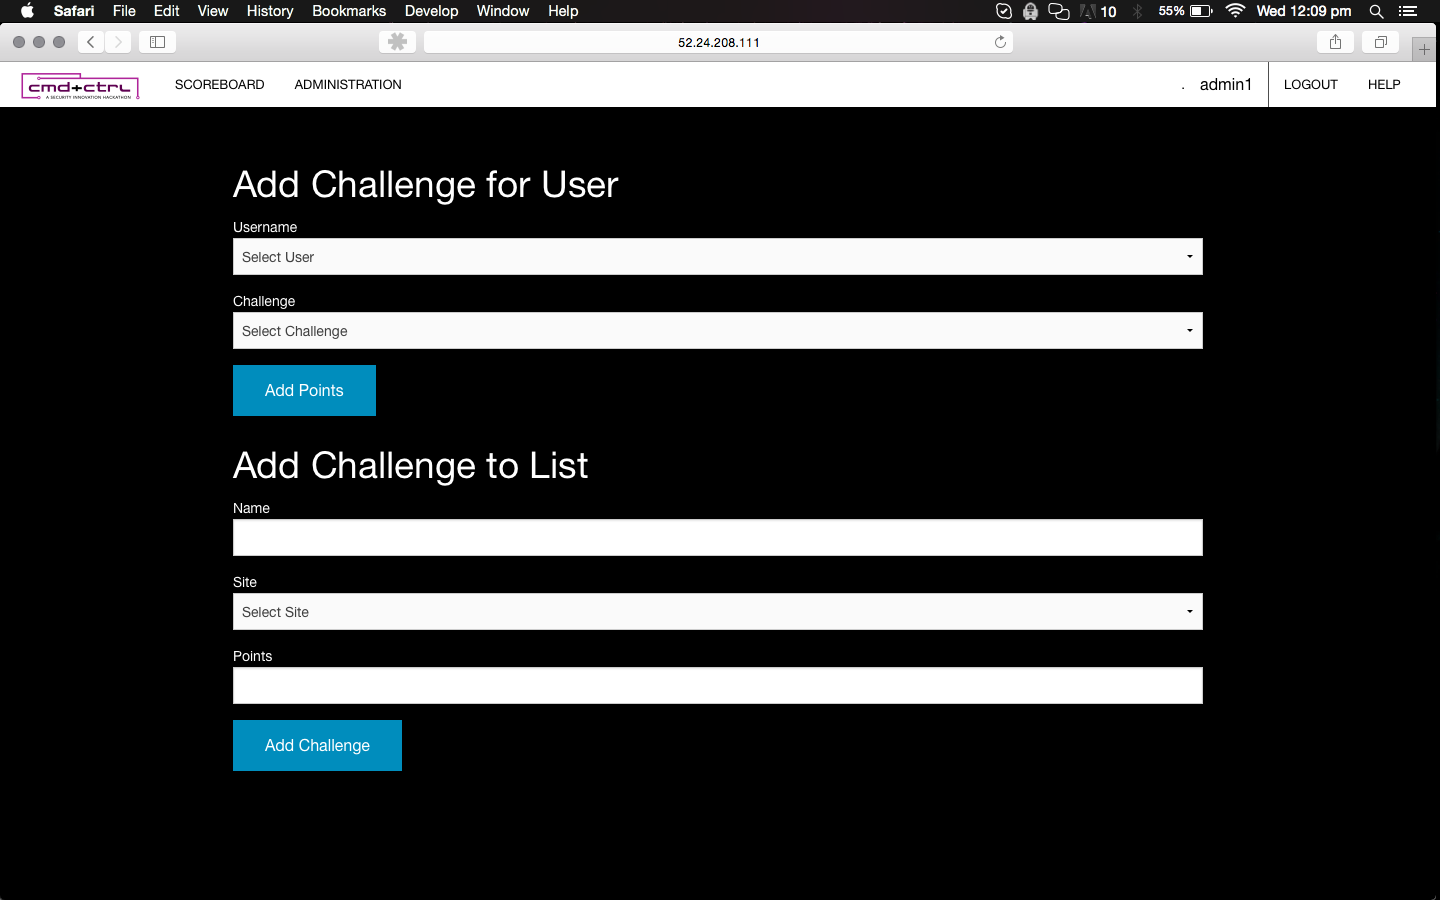 Safari File Edit View History Bookmarks Develop Window Help 10 55% Wed 12:09 pm
52.24.208.111
cmd+ctrl SCOREBOARD ADMINISTRATION . admin1 LOGOUT HELP
A SECURITY INNOVATION HACKATHON
Add Challenge for User
Username
Select User
Challenge
Select Challenge
Add Points
Add Challenge to List
Name
Site
Select Site
Points
Add Challenge